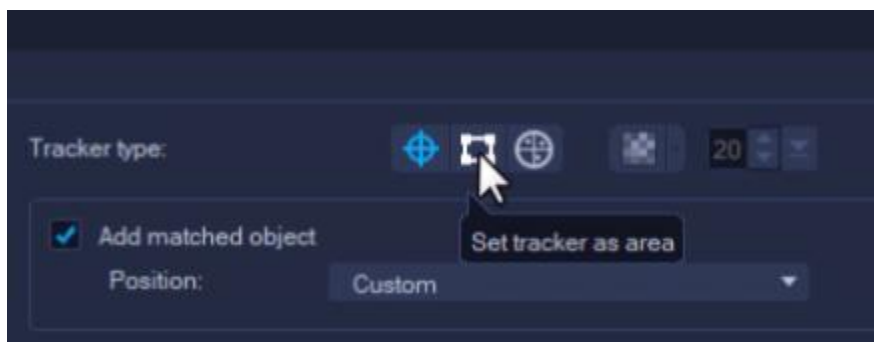 Tracker type:
20
Set tracker as area
Add matched object
Position:
Custom